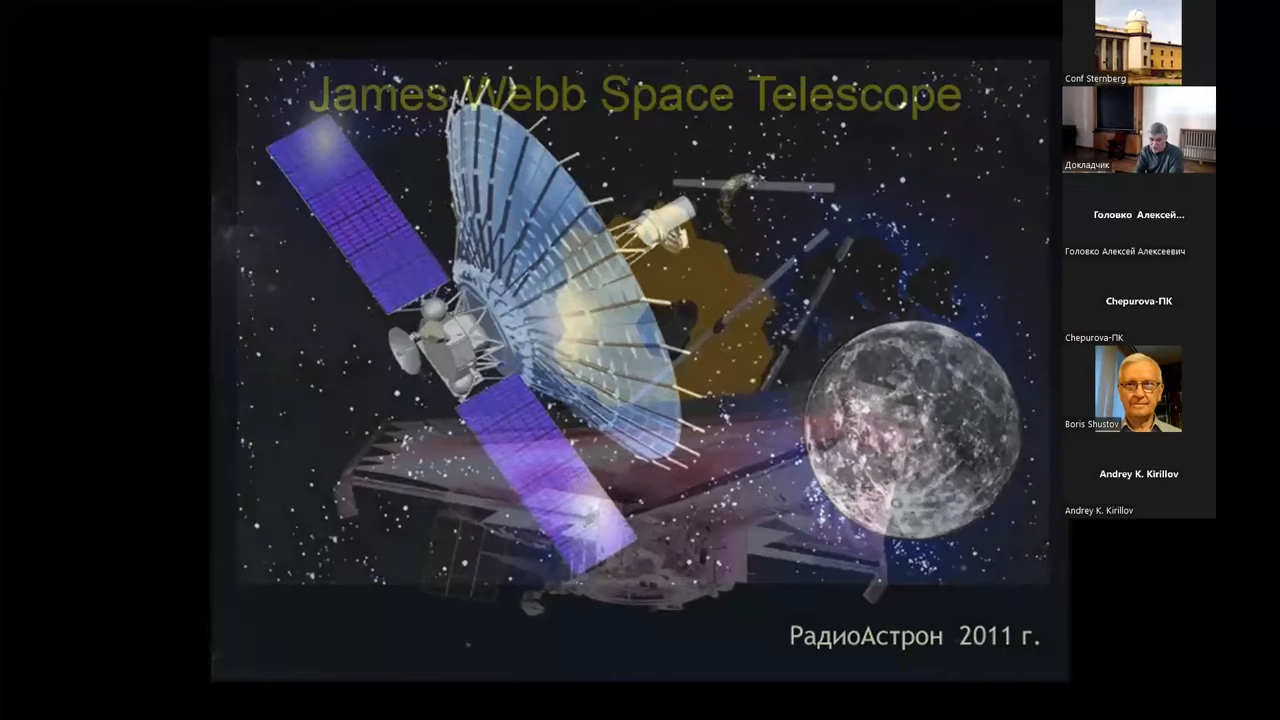 James Webb Space Telescope
РадиоАстрон 2011 г.
Conf Sternberg
Докладчик
Головко Алексей...
Головко Алексей Алексеевич
Chepurova-ПК
Chepurova-ПК
Boris Shustov
Andrey K. Kirillov
Andrey K. Kirillov